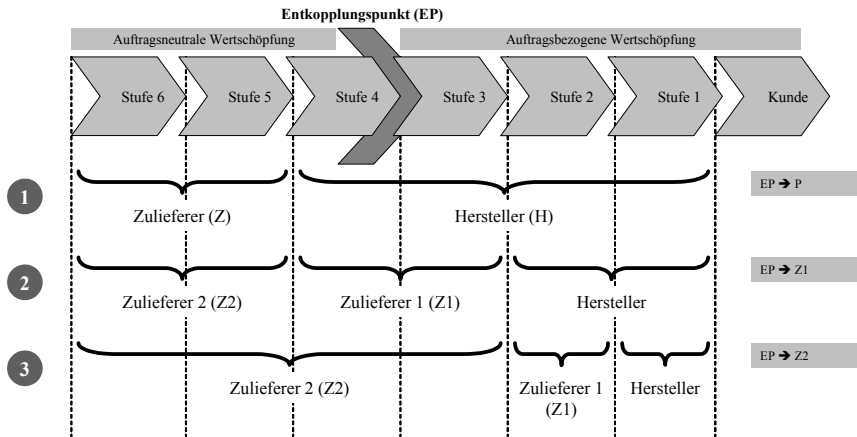 Entkopplungspunkt (EP)
Auftragsneutrale Wertschöpfung
Auftragsbezogene Wertschöpfung
Stufe 6
Stufe 5
Stufe 4
Stufe 3
Stufe 2
Stufe 1
Kunde
1
Zulieferer (Z)
Hersteller (H)
EP ➔ P
2
Zulieferer 2 (Z2)
Zulieferer 1 (Z1)
Hersteller
EP ➔ Z1
3
Zulieferer 2 (Z2)
Zulieferer 1
(Z1)
Hersteller
EP ➔ Z2